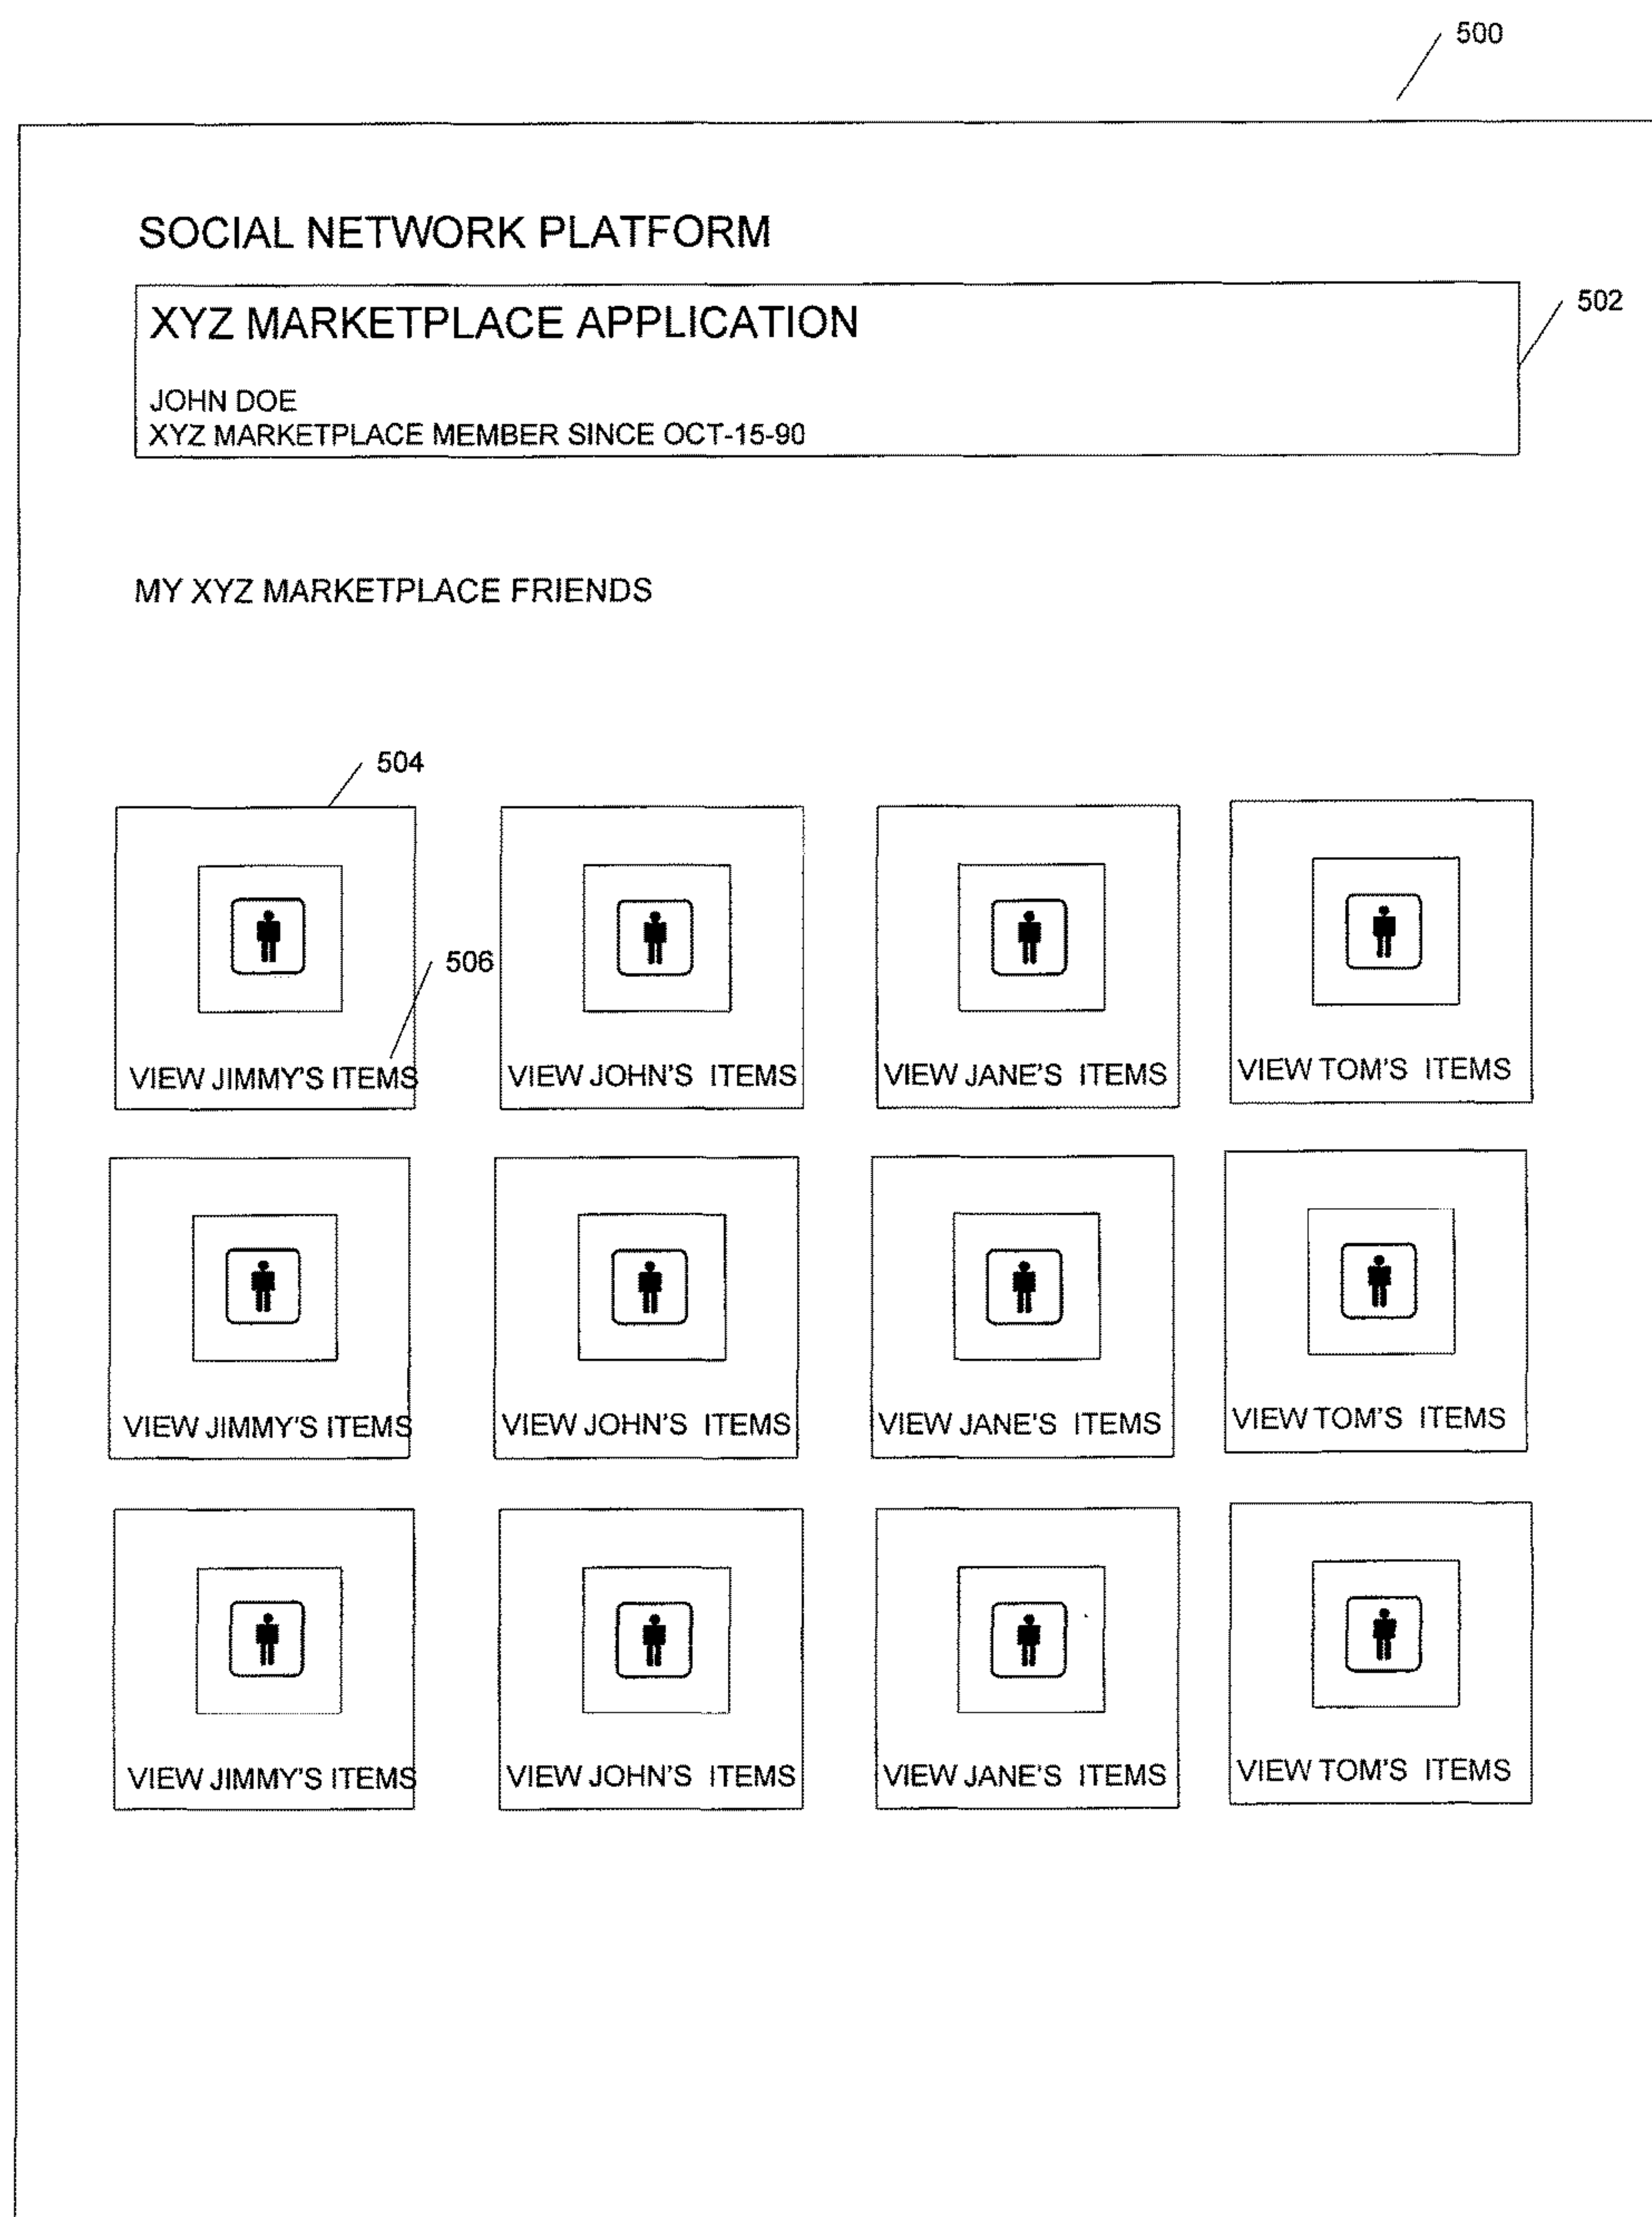 500
SOCIAL NETWORK PLATFORM
XYZ MARKETPLACE APPLICATION
502
JOHN DOE
XYZ MARKETPLACE MEMBER SINCE OCT-15-90
MY XYZ MARKETPLACE FRIENDS
504
506
VIEW JIMMY'S ITEMS VIEW JOHN'S ITEMS VIEW JANE'S ITEMS VIEW TOM'S ITEMS
VIEW JIMMY'S ITEMS VIEW JOHN'S ITEMS VIEW JANE'S ITEMS VIEW TOM'S ITEMS
VIEW JIMMY'S ITEMS VIEW JOHN'S ITEMS VIEW JANE'S ITEMS VIEW TOM'S ITEMS